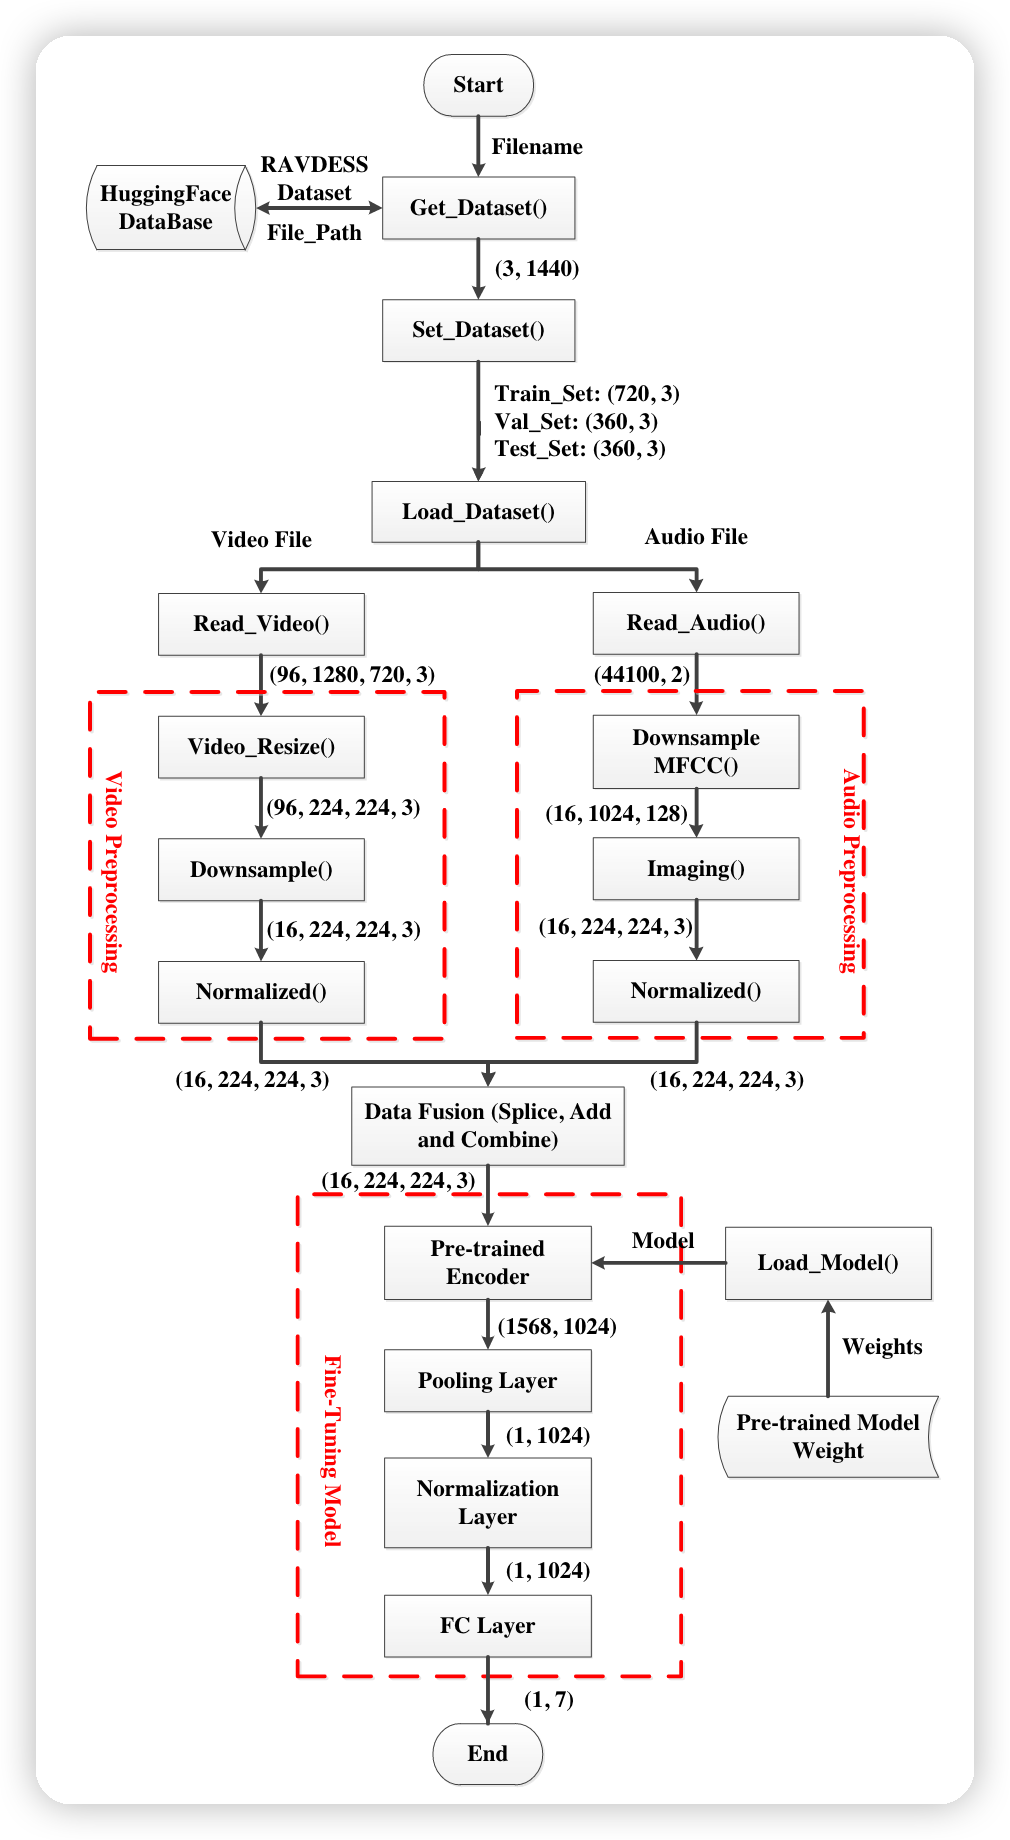 Start
Filename
RAVDESS
Dataset
HuggingFace
DataBase
File_Path
Get_Dataset()
(3, 1440)
Set_Dataset()
Train_Set: (720, 3)
Val_Set: (360, 3)
Test_Set: (360, 3)
Load_Dataset()
Video File
Audio File
Read_Video()
Read_Audio()
(96, 1280, 720, 3)
(44100, 2)
Video Preprocessing
Video_Resize()
(96, 224, 224, 3)
Downsample()
(16, 224, 224, 3)
Normalized()
(16, 224, 224, 3)
Audio Preprocessing
Downsample
MFCC()
(16, 1024, 128)
Imaging()
(16, 224, 224, 3)
Normalized()
(16, 224, 224, 3)
Data Fusion (Splice, Add
and Combine)
(16, 224, 224, 3)
Fine-Tuning Model
Pre-trained
Encoder
Model
Load_Model()
Weights
Pre-trained Model
Weight
(1568, 1024)
Pooling Layer
(1, 1024)
Normalization
Layer
(1, 1024)
FC Layer
(1, 7)
End